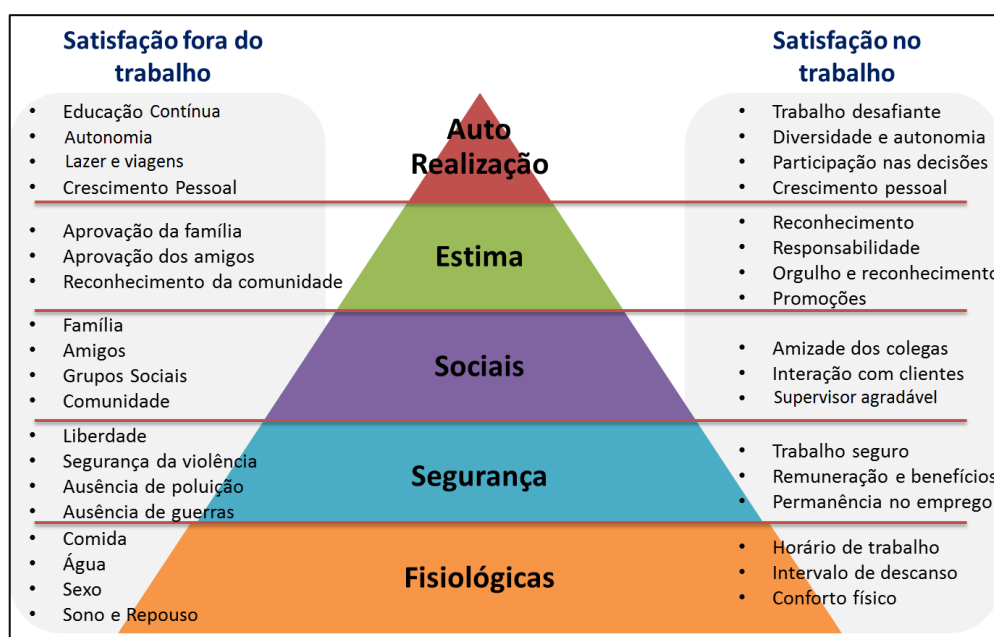 Satisfação fora do
trabalho
Educação Contínua
Autonomia
Lazer e viagens
Crescimento Pessoal
Aprovação da família
Aprovação dos amigos
Reconhecimento da comunidade
Família
Amigos
Grupos Sociais
Comunidade
Liberdade
Segurança da violência
Ausência de poluição
Ausência de guerras
Comida
Água
Sexo
Sono e Repouso
Auto
Realização
Estima
Sociais
Segurança
Fisiológicas
Satisfação no
trabalho
Trabalho desafiante
Diversidade e autonomia
Participação nas decisões
Crescimento pessoal
Reconhecimento
Responsabilidade
Orgulho e reconhecimento
Promoções
Amizade dos colegas
Interação com clientes
Supervisor agradável
Trabalho seguro
Remuneração e benefícios
Permanência no emprego
Horário de trabalho
Intervalo de descanso
Conforto físico